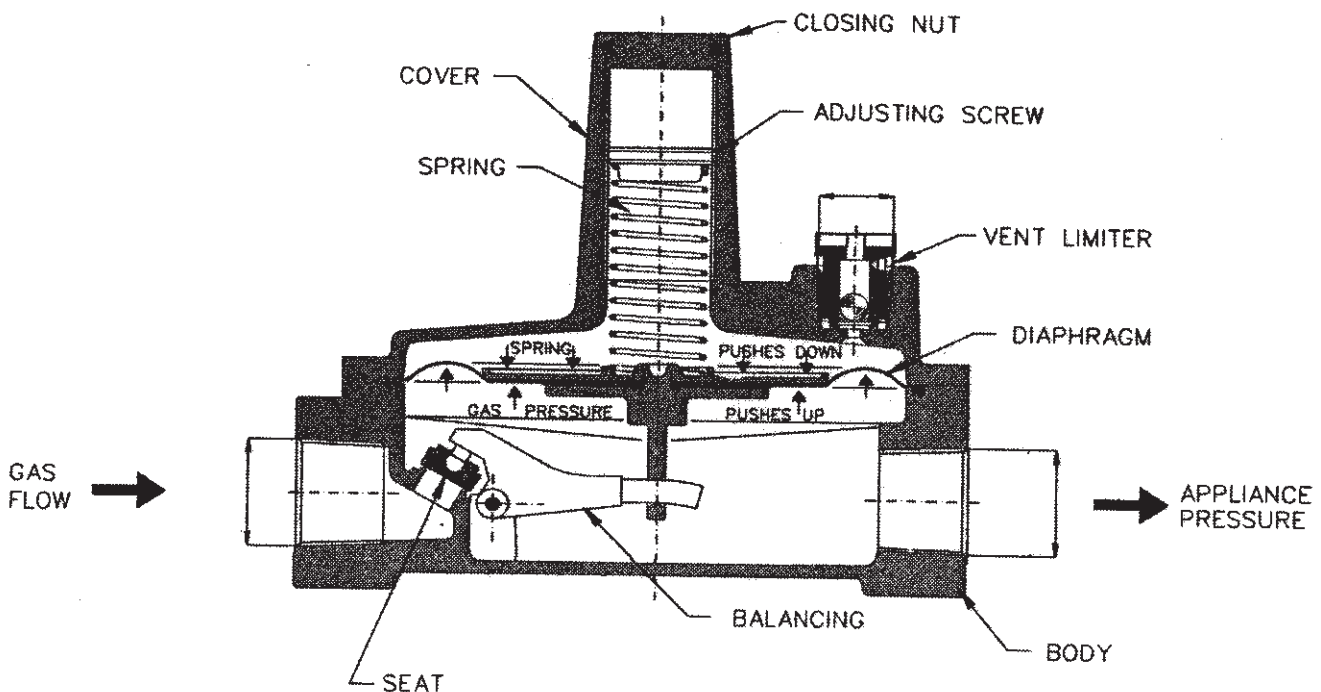 CLOSING NUT
COVER
ADJUSTING SCREW
SPRING
VENT LIMITER
DIAPHRAGM
SPRING
PUSHES DOWN
GAS PRESSURE
PUSHES UP
GAS
FLOW
APPLIANCE
PRESSURE
BALANCING
BODY
SEAT